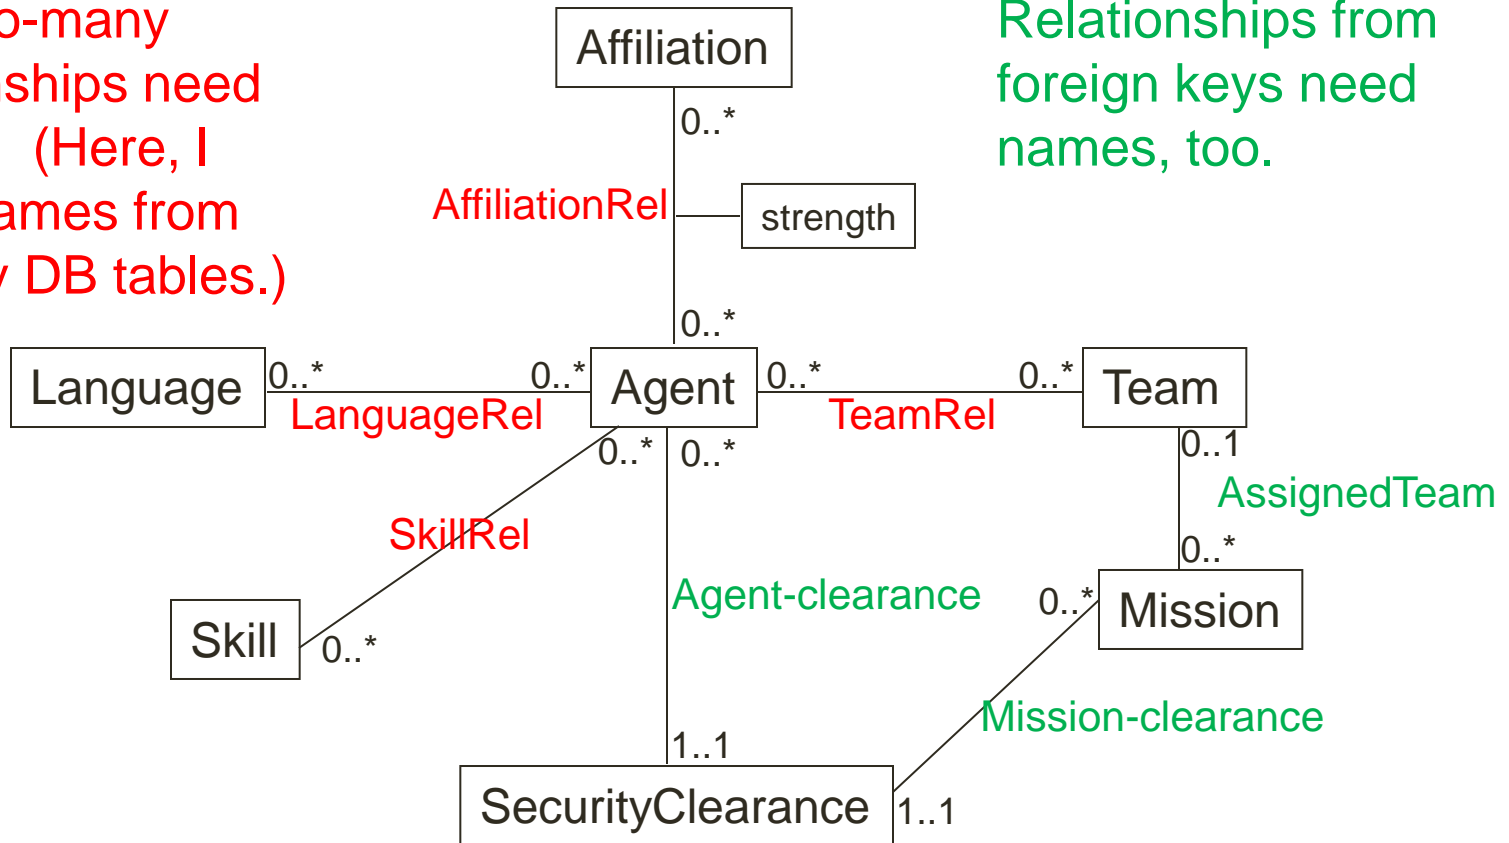 o-many
nships need
(Here, I
ames from
DB tables.)
Relationships from
foreign keys need
names, too.
Affiliation
0..*
AffiliationRel
strength
0..*
Language
0..*
0..*
LanguageRel
Agent
0..*
0..*
TeamRel
Team
0..*
0..*
0..1
SkillRel
AssignedTeam
0..*
Agent-clearance
0..*
Mission
Skill
0..*
Mission-clearance
1..1
SecurityClearance
1..1